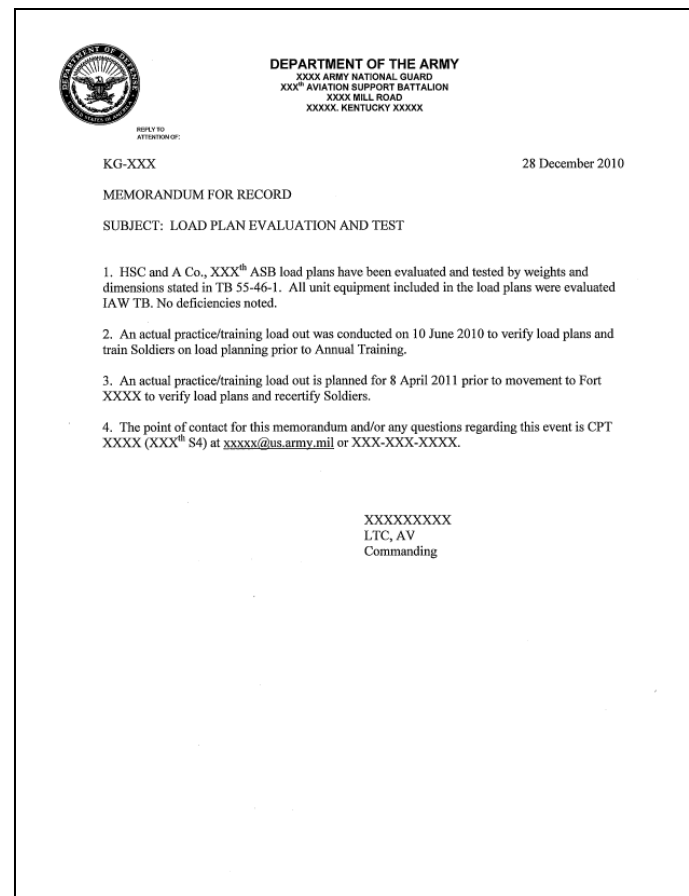 DEPARTMENT OF DEFENSE
UNITED STATES OF AMERICA
DEPARTMENT OF THE ARMY
XXXX ARMY NATIONAL GUARD
XXXth AVIATION SUPPORT BATTALION
XXXX MILL ROAD
XXXXX. KENTUCKY XXXXX
REPLY TO
ATTENTION OF:
KG-XXX 28 December 2010
MEMORANDUM FOR RECORD
SUBJECT: LOAD PLAN EVALUATION AND TEST
1. HSC and A Co., XXXth ASB load plans have been evaluated and tested by weights and
dimensions stated in TB 55-46-1. All unit equipment included in the load plans were evaluated
IAW TB. No deficiencies noted.
2. An actual practice/training load out was conducted on 10 June 2010 to verify load plans and
train Soldiers on load planning prior to Annual Training.
3. An actual practice/training load out is planned for 8 April 2011 prior to movement to Fort
XXXX to verify load plans and recertify Soldiers.
4. The point of contact for this memorandum and/or any questions regarding this event is CPT
XXXX (XXXth S4) at xxxxx@us.army.mil or XXX-XXX-XXXX.
XXXXXXXXX
LTC, AV
Commanding